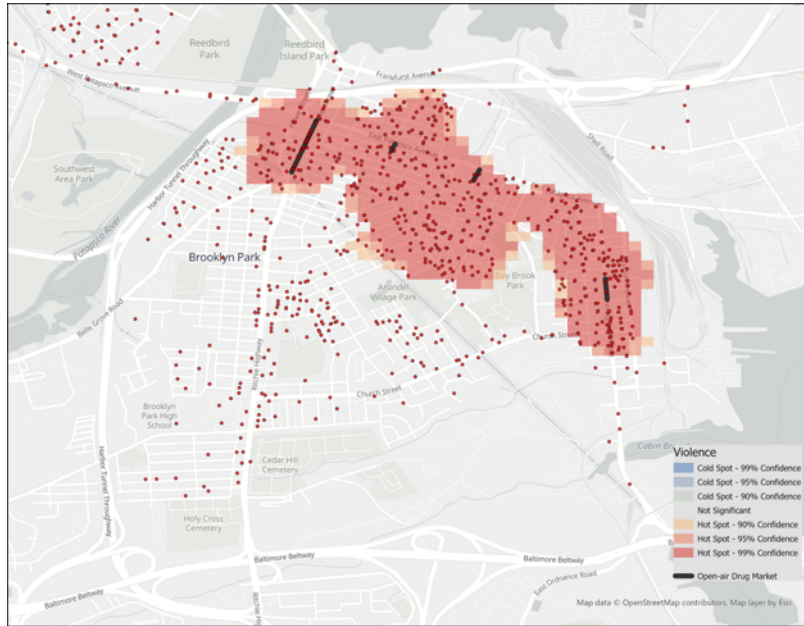 Reedbird
Park
Reedbird
Island Park
West Patapsco Avenue
Frankfurst Avenue
Shell Road
Southwest
Area Park
Harbor Tunnel Throughway
Patapsco River
Brooklyn Park
Bay Brook
Park
Arundel
Village Park
Belle Grove Road
Church Street
Ritchie Highway
Church Street
Brooklyn
Park High
School
Cedar Hill
Cemetery
Harbor Tunnel Throughway
Holy Cross
Cemetery
Baltimore Beltway
Baltimore Beltway
Baltimore Beltway
East Ordnance Road
Violence
Cold Spot - 99% Confidence
Cold Spot - 95% Confidence
Cold Spot - 90% Confidence
Not Significant
Hot Spot - 90% Confidence
Hot Spot - 95% Confidence
Hot Spot - 99% Confidence
Open-air Drug Market
Map data © OpenStreetMap contributors, Map layer by Esri